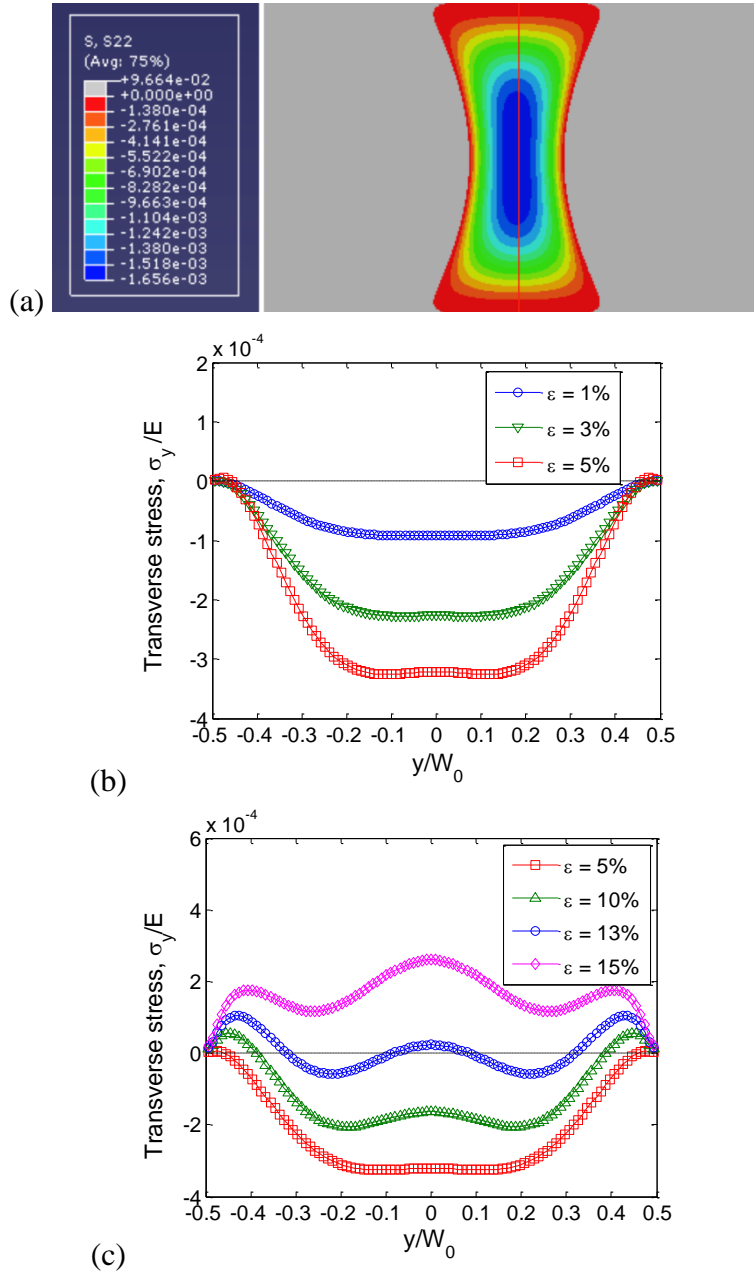 S, S22
(Avg: 75%)
+9.664e-02
+0.000e+00
-1.380e-04
-2.761e-04
-4.141e-04
-5.522e-04
-6.902e-04
-8.282e-04
-9.663e-04
-1.104e-03
-1.242e-03
-1.380e-03
-1.518e-03
-1.656e-03
(a)
x 10^-4
2
1
0
-1
-2
-3
-4
Transverse stress, σ_y/E
ε = 1%
ε = 3%
ε = 5%
-0.5 -0.4 -0.3 -0.2 -0.1 0 0.1 0.2 0.3 0.4 0.5
y/W_0
(b)
x 10^-4
6
4
2
0
-2
-4
Transverse stress, σ_y/E
ε = 5%
ε = 10%
ε = 13%
ε = 15%
-0.5 -0.4 -0.3 -0.2 -0.1 0 0.1 0.2 0.3 0.4 0.5
y/W_0
(c)